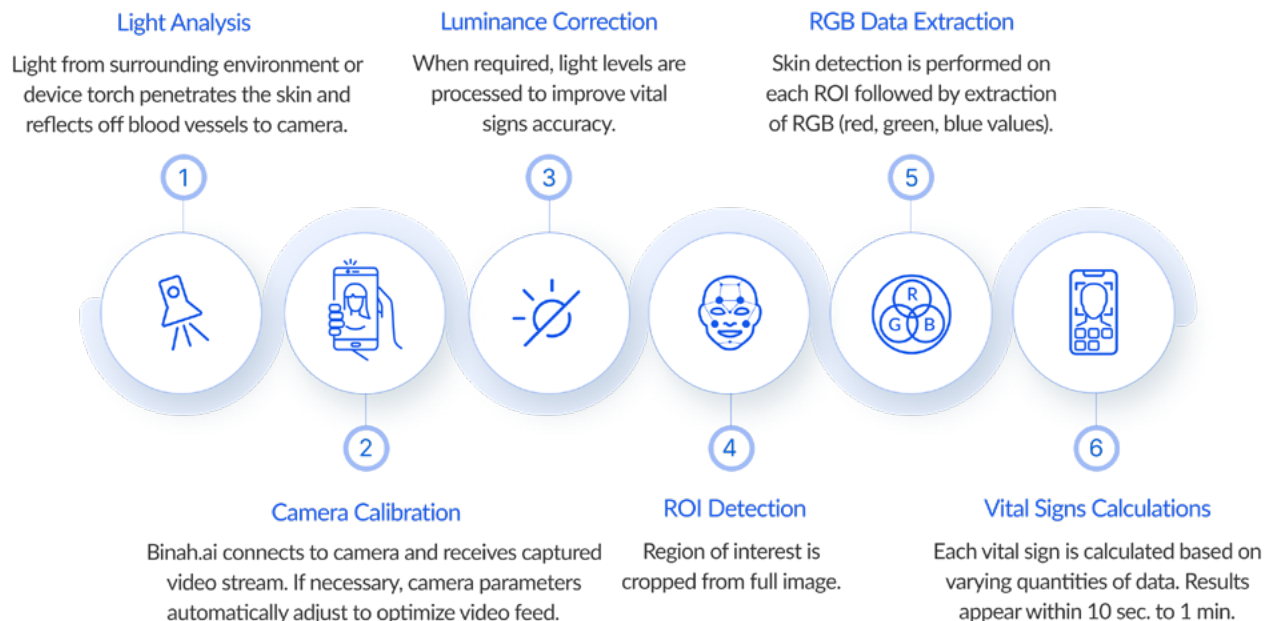 Light Analysis
Light from surrounding environment or
device torch penetrates the skin and
reflects off blood vessels to camera.
1
Camera Calibration
Binah.ai connects to camera and receives captured
video stream. If necessary, camera parameters
automatically adjust to optimize video feed.
2
Luminance Correction
When required, light levels are
processed to improve vital
signs accuracy.
3
ROI Detection
Region of interest is
cropped from full image.
4
RGB Data Extraction
Skin detection is performed on
each ROI followed by extraction
of RGB (red, green, blue values).
5
R
G B
Vital Signs Calculations
Each vital sign is calculated based on
varying quantities of data. Results
appear within 10 sec. to 1 min.
6